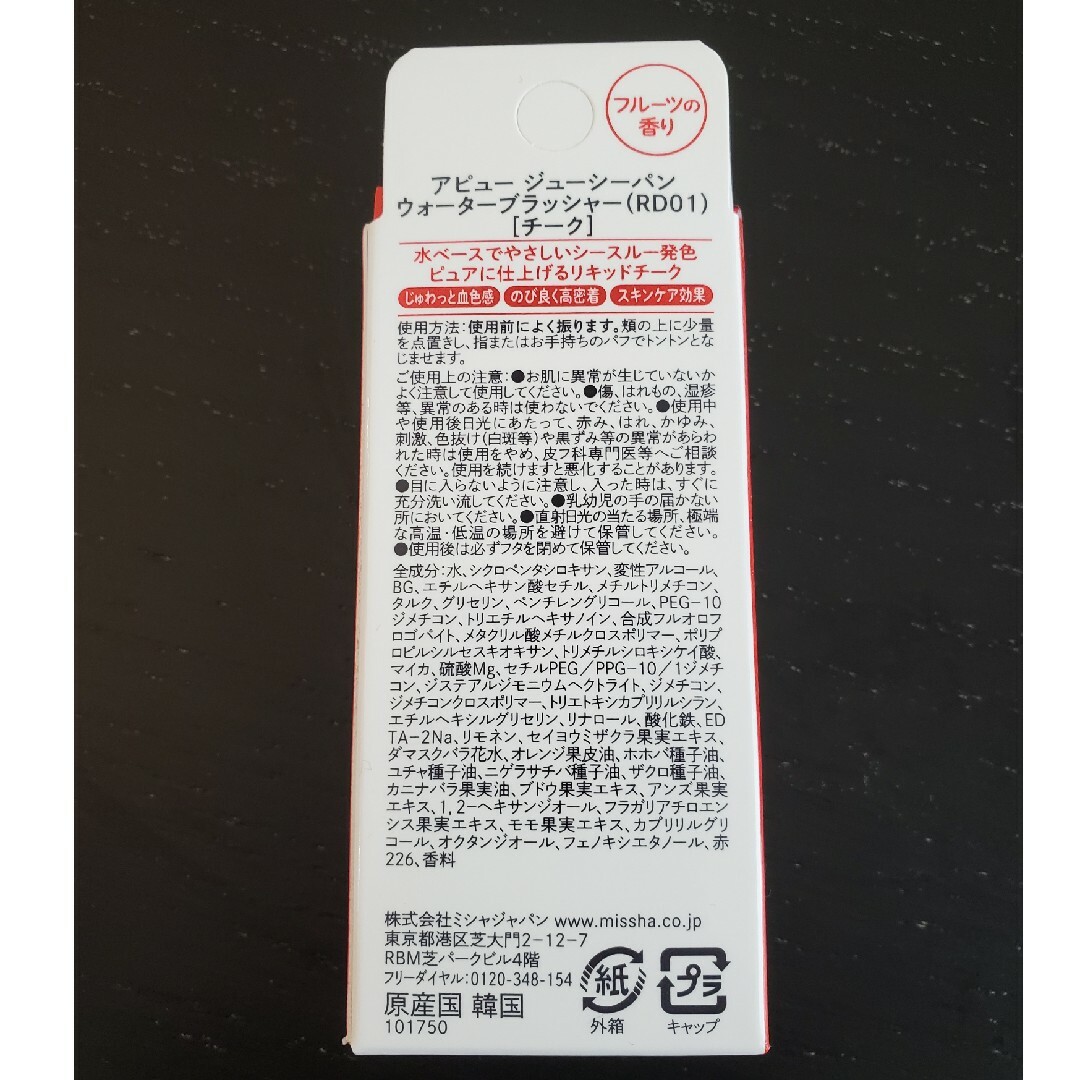 フルーツの
香り
アピュー ジューシーパン
ウォーターブラッシャー(RD01)
[チーク]
水ベースでやさしいシースルー発色
ピュアに仕上げるリキッドチーク
じゅわっと血色感 のび良く高密着 スキンケア効果
使用方法:使用前によく振ります。頬の上に少量
を点置きし、指またはお手持ちのパフでトントンとな
じませます。
ご使用上の注意:●お肌に異常が生じていないか
よく注意して使用してください。●傷、はれもの、湿疹
等、異常のある時は使わないでください。●使用中
や使用後日光にあたって、赤み、はれ、かゆみ、
刺激、色抜け(白斑等)や黒ずみ等の異常があらわ
れた時は使用をやめ、皮フ科専門医等へご相談
ください。使用を続けますと悪化することがあります。
●目に入らないように注意し、入った時は、すぐに
充分洗い流してください。●乳幼児の手の届かない
所においてください。●直射日光の当たる場所、極端
な高温・低温の場所を避けて保管してください。
●使用後は必ずフタを閉めて保管してください。
全成分:水、シクロペンタシロキサン、変性アルコール、
BG、エチルヘキサン酸セチル、メチルトリメチコン、
タルク、グリセリン、ペンチレングリコール、PEG-10
ジメチコン、トリエチルヘキサノイン、合成フルオロフ
ロゴパイト、メタクリル酸メチルクロスポリマー、ポリプ
ロピルシルセスキオキサン、トリメチルシロキシケイ酸、
マイカ、硫酸Mg、セチルPEG/PPG-10/1ジメチ
コン、ジステアルジモニウムヘクトライト、ジメチコン、
ジメチコンクロスポリマー、トリエトキシカプリリルシラン、
エチルヘキシルグリセリン、リナロール、酸化鉄、ED
TA-2Na、リモネン、セイヨウミザクラ果実エキス、
ダマスクバラ花水、オレンジ果皮油、ホホバ種子油、
ユチャ種子油、ニゲラサチバ種子油、ザクロ種子油、
カニナバラ果実油、ブドウ果実エキス、アンズ果実
エキス、1,2-ヘキサンジオール、フラガリアチロエン
シス果実エキス、モモ果実エキス、カプリリルグリ
コール、オクタンジオール、フェノキシエタノール、赤
226、香料
株式会社ミシャジャパン www.missha.co.jp
東京都港区芝大門2-12-7
RBM芝パークビル4階
フリーダイヤル:0120-348-154
原産国 韓国
101750
紙
外箱
プラ
キャップ